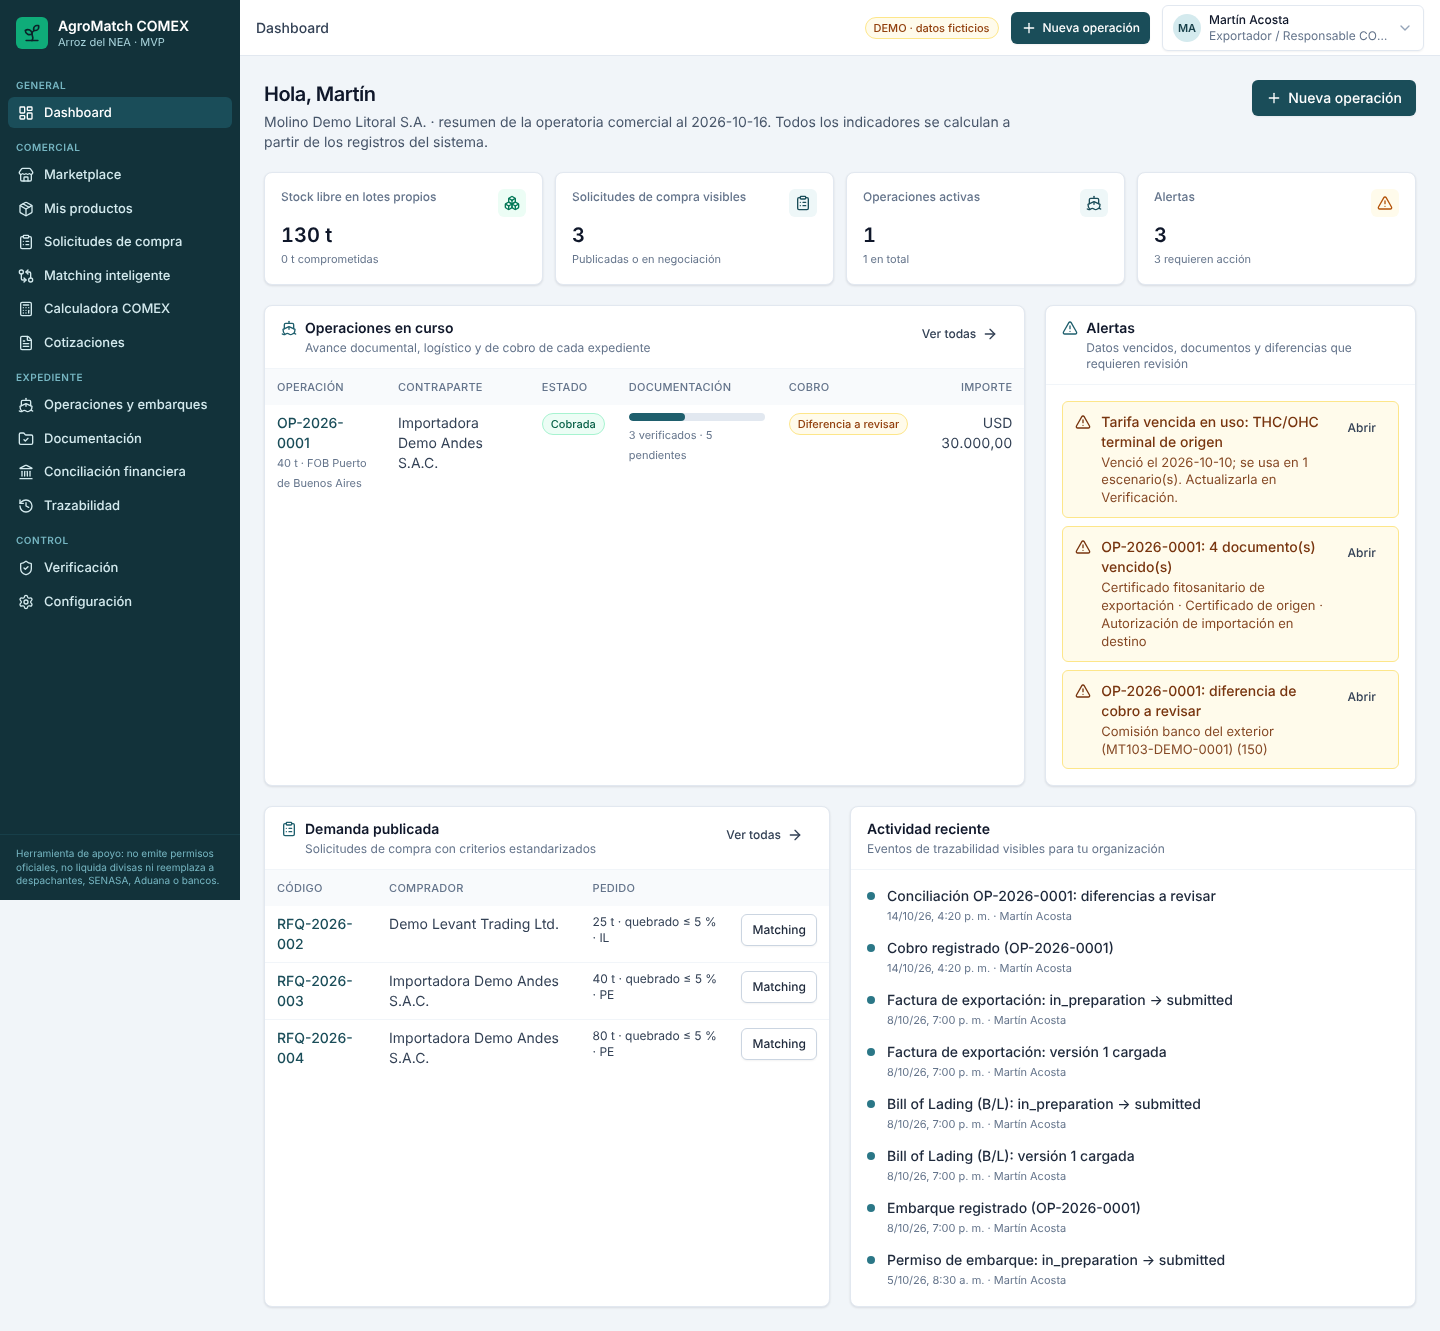 AgroMatch COMEX
Arroz del NEA · MVP
GENERAL
Dashboard
COMERCIAL
Marketplace
Mis productos
Solicitudes de compra
Matching inteligente
Calculadora COMEX
Cotizaciones
EXPEDIENTE
Operaciones y embarques
Documentación
Conciliación financiera
Trazabilidad
CONTROL
Verificación
Configuración
Herramienta de apoyo: no emite permisos
oficiales, no liquida divisas ni reemplaza a
despachantes, SENASA, Aduana o bancos.
Dashboard
DEMO · datos ficticios
Nueva operación
MA
Martín Acosta
Exportador / Responsable CO...
Hola, Martín
Molino Demo Litoral S.A. · resumen de la operatoria comercial al 2026-10-16. Todos los indicadores se calculan a
partir de los registros del sistema.
Nueva operación
Stock libre en lotes propios
130 t
0 t comprometidas
Solicitudes de compra visibles
3
Publicadas o en negociación
Operaciones activas
1
1 en total
Alertas
3
3 requieren acción
Operaciones en curso
Avance documental, logístico y de cobro de cada expediente
Ver todas
OPERACIÓN CONTRAPARTE ESTADO DOCUMENTACIÓN COBRO IMPORTE
OP-2026-
0001
40 t · FOB Puerto
de Buenos Aires
Importadora
Demo Andes
S.A.C.
Cobrada
3 verificados · 5
pendientes
Diferencia a revisar
USD
30.000,00
Alertas
Datos vencidos, documentos y diferencias que
requieren revisión
Tarifa vencida en uso: THC/OHC
terminal de origen
Venció el 2026-10-10; se usa en 1
escenario(s). Actualizarla en
Verificación.
Abrir
OP-2026-0001: 4 documento(s)
vencido(s)
Certificado fitosanitario de
exportación · Certificado de origen ·
Autorización de importación en
destino
Abrir
OP-2026-0001: diferencia de
cobro a revisar
Comisión banco del exterior
(MT103-DEMO-0001) (150)
Abrir
Demanda publicada
Solicitudes de compra con criterios estandarizados
Ver todas
CÓDIGO COMPRADOR PEDIDO
RFQ-2026-
002
Demo Levant Trading Ltd.
25 t · quebrado ≤ 5 %
· IL
Matching
RFQ-2026-
003
Importadora Demo Andes
S.A.C.
40 t · quebrado ≤ 5 %
· PE
Matching
RFQ-2026-
004
Importadora Demo Andes
S.A.C.
80 t · quebrado ≤ 5 %
· PE
Matching
Actividad reciente
Eventos de trazabilidad visibles para tu organización
Conciliación OP-2026-0001: diferencias a revisar
14/10/26, 4:20 p. m. · Martín Acosta
Cobro registrado (OP-2026-0001)
14/10/26, 4:20 p. m. · Martín Acosta
Factura de exportación: in_preparation → submitted
8/10/26, 7:00 p. m. · Martín Acosta
Factura de exportación: versión 1 cargada
8/10/26, 7:00 p. m. · Martín Acosta
Bill of Lading (B/L): in_preparation → submitted
8/10/26, 7:00 p. m. · Martín Acosta
Bill of Lading (B/L): versión 1 cargada
8/10/26, 7:00 p. m. · Martín Acosta
Embarque registrado (OP-2026-0001)
8/10/26, 7:00 p. m. · Martín Acosta
Permiso de embarque: in_preparation → submitted
5/10/26, 8:30 a. m. · Martín Acosta